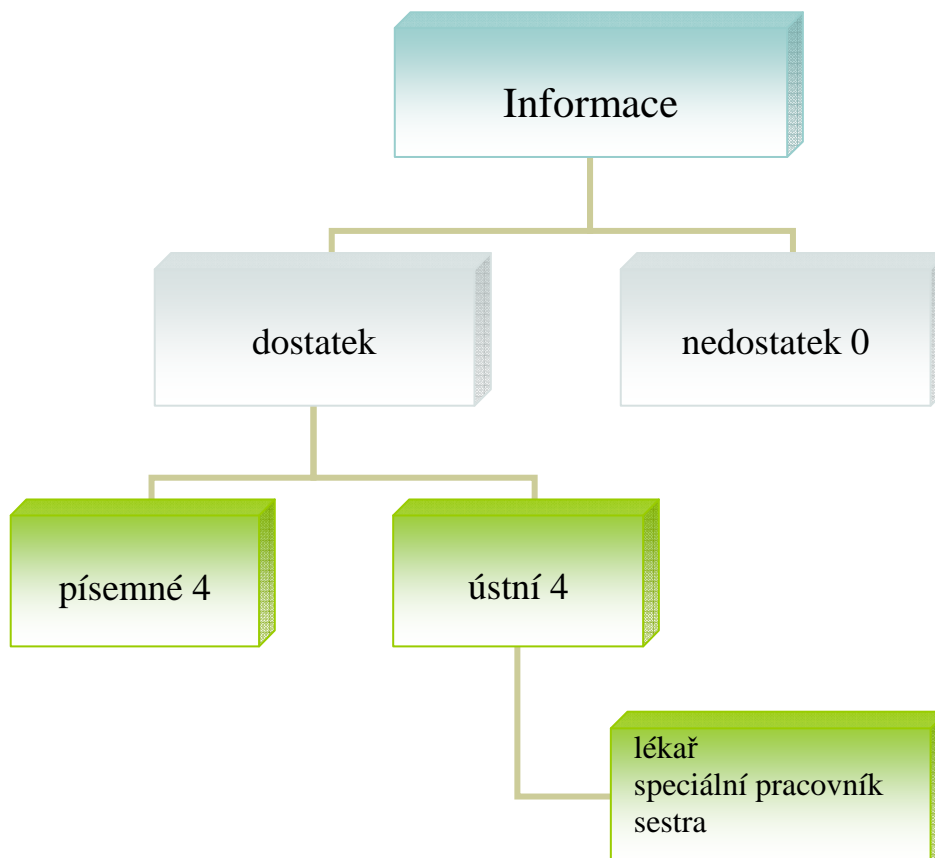 Informace
dostatek
nedostatek 0
písemné 4
ústní 4
lékař
speciální pracovník
sestra